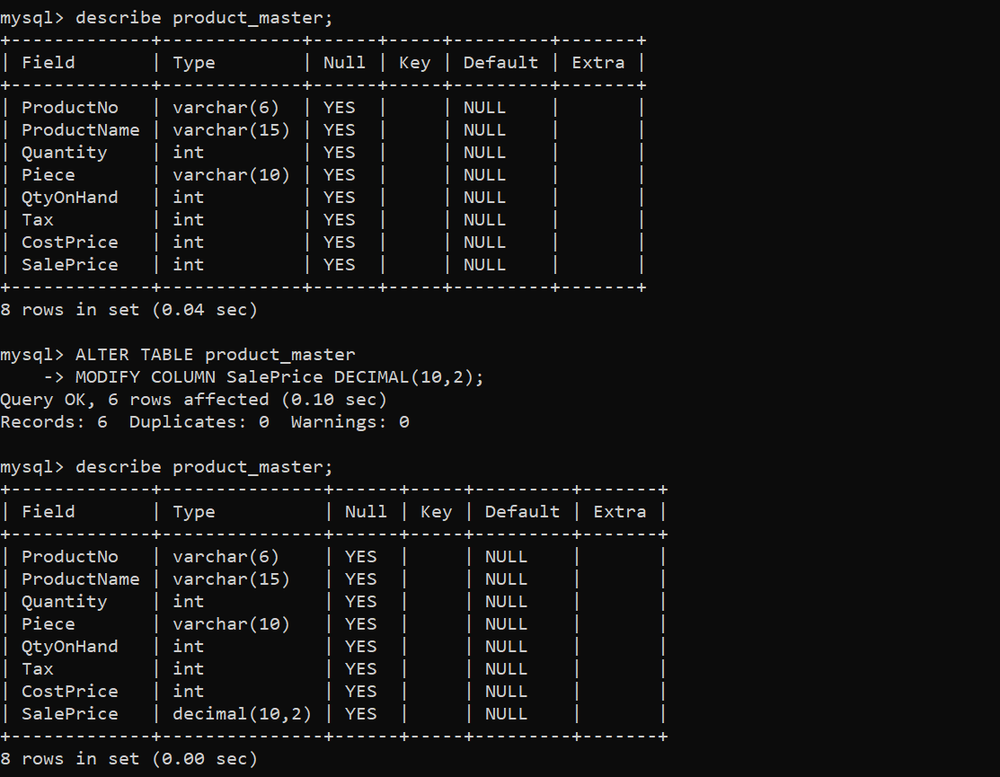 mysql> describe product_master;
+-------------+-------------+------+-----+---------+-------+
| Field       | Type        | Null | Key | Default | Extra |
+-------------+-------------+------+-----+---------+-------+
| ProductNo   | varchar(6)  | YES  |     | NULL    |       |
| ProductName | varchar(15) | YES  |     | NULL    |       |
| Quantity    | int         | YES  |     | NULL    |       |
| Piece       | varchar(10) | YES  |     | NULL    |       |
| QtyOnHand   | int         | YES  |     | NULL    |       |
| Tax         | int         | YES  |     | NULL    |       |
| CostPrice   | int         | YES  |     | NULL    |       |
| SalePrice   | int         | YES  |     | NULL    |       |
+-------------+-------------+------+-----+---------+-------+
8 rows in set (0.04 sec)

mysql> ALTER TABLE product_master
    -> MODIFY COLUMN SalePrice DECIMAL(10,2);
Query OK, 6 rows affected (0.10 sec)
Records: 6  Duplicates: 0  Warnings: 0

mysql> describe product_master;
+-------------+---------------+------+-----+---------+-------+
| Field       | Type          | Null | Key | Default | Extra |
+-------------+---------------+------+-----+---------+-------+
| ProductNo   | varchar(6)    | YES  |     | NULL    |       |
| ProductName | varchar(15)   | YES  |     | NULL    |       |
| Quantity    | int           | YES  |     | NULL    |       |
| Piece       | varchar(10)   | YES  |     | NULL    |       |
| QtyOnHand   | int           | YES  |     | NULL    |       |
| Tax         | int           | YES  |     | NULL    |       |
| CostPrice   | int           | YES  |     | NULL    |       |
| SalePrice   | decimal(10,2) | YES  |     | NULL    |       |
+-------------+---------------+------+-----+---------+-------+
8 rows in set (0.00 sec)